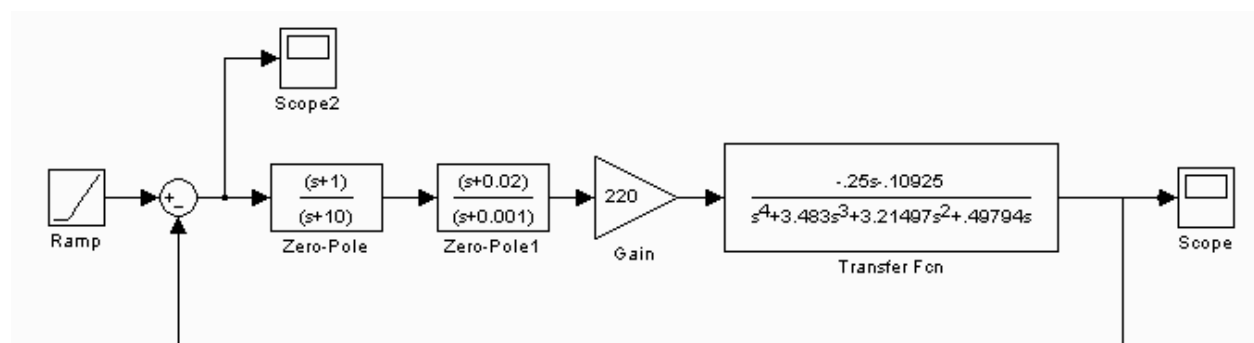 Scope2
Ramp
+
−
(s+1)
(s+10)
Zero-Pole
(s+0.02)
(s+0.001)
Zero-Pole1
220
Gain
-.25s-.10925
s4+3.483s3+3.21497s2+.49794s
Transfer Fcn
Scope